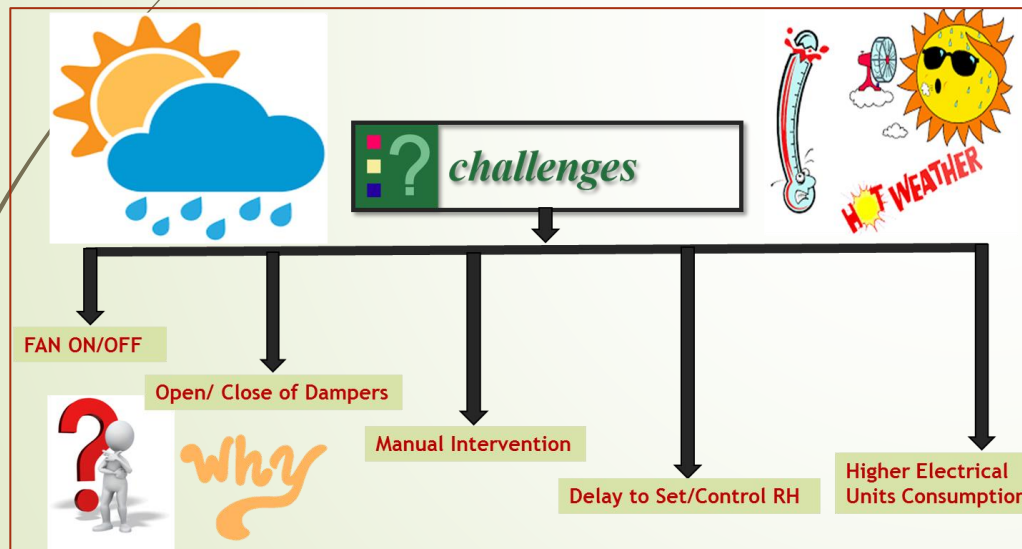 ? challenges
HOT WEATHER
FAN ON/OFF
Open/ Close of Dampers
Manual Intervention
Delay to Set/Control RH
Higher Electrical
Units Consumption
?
Why